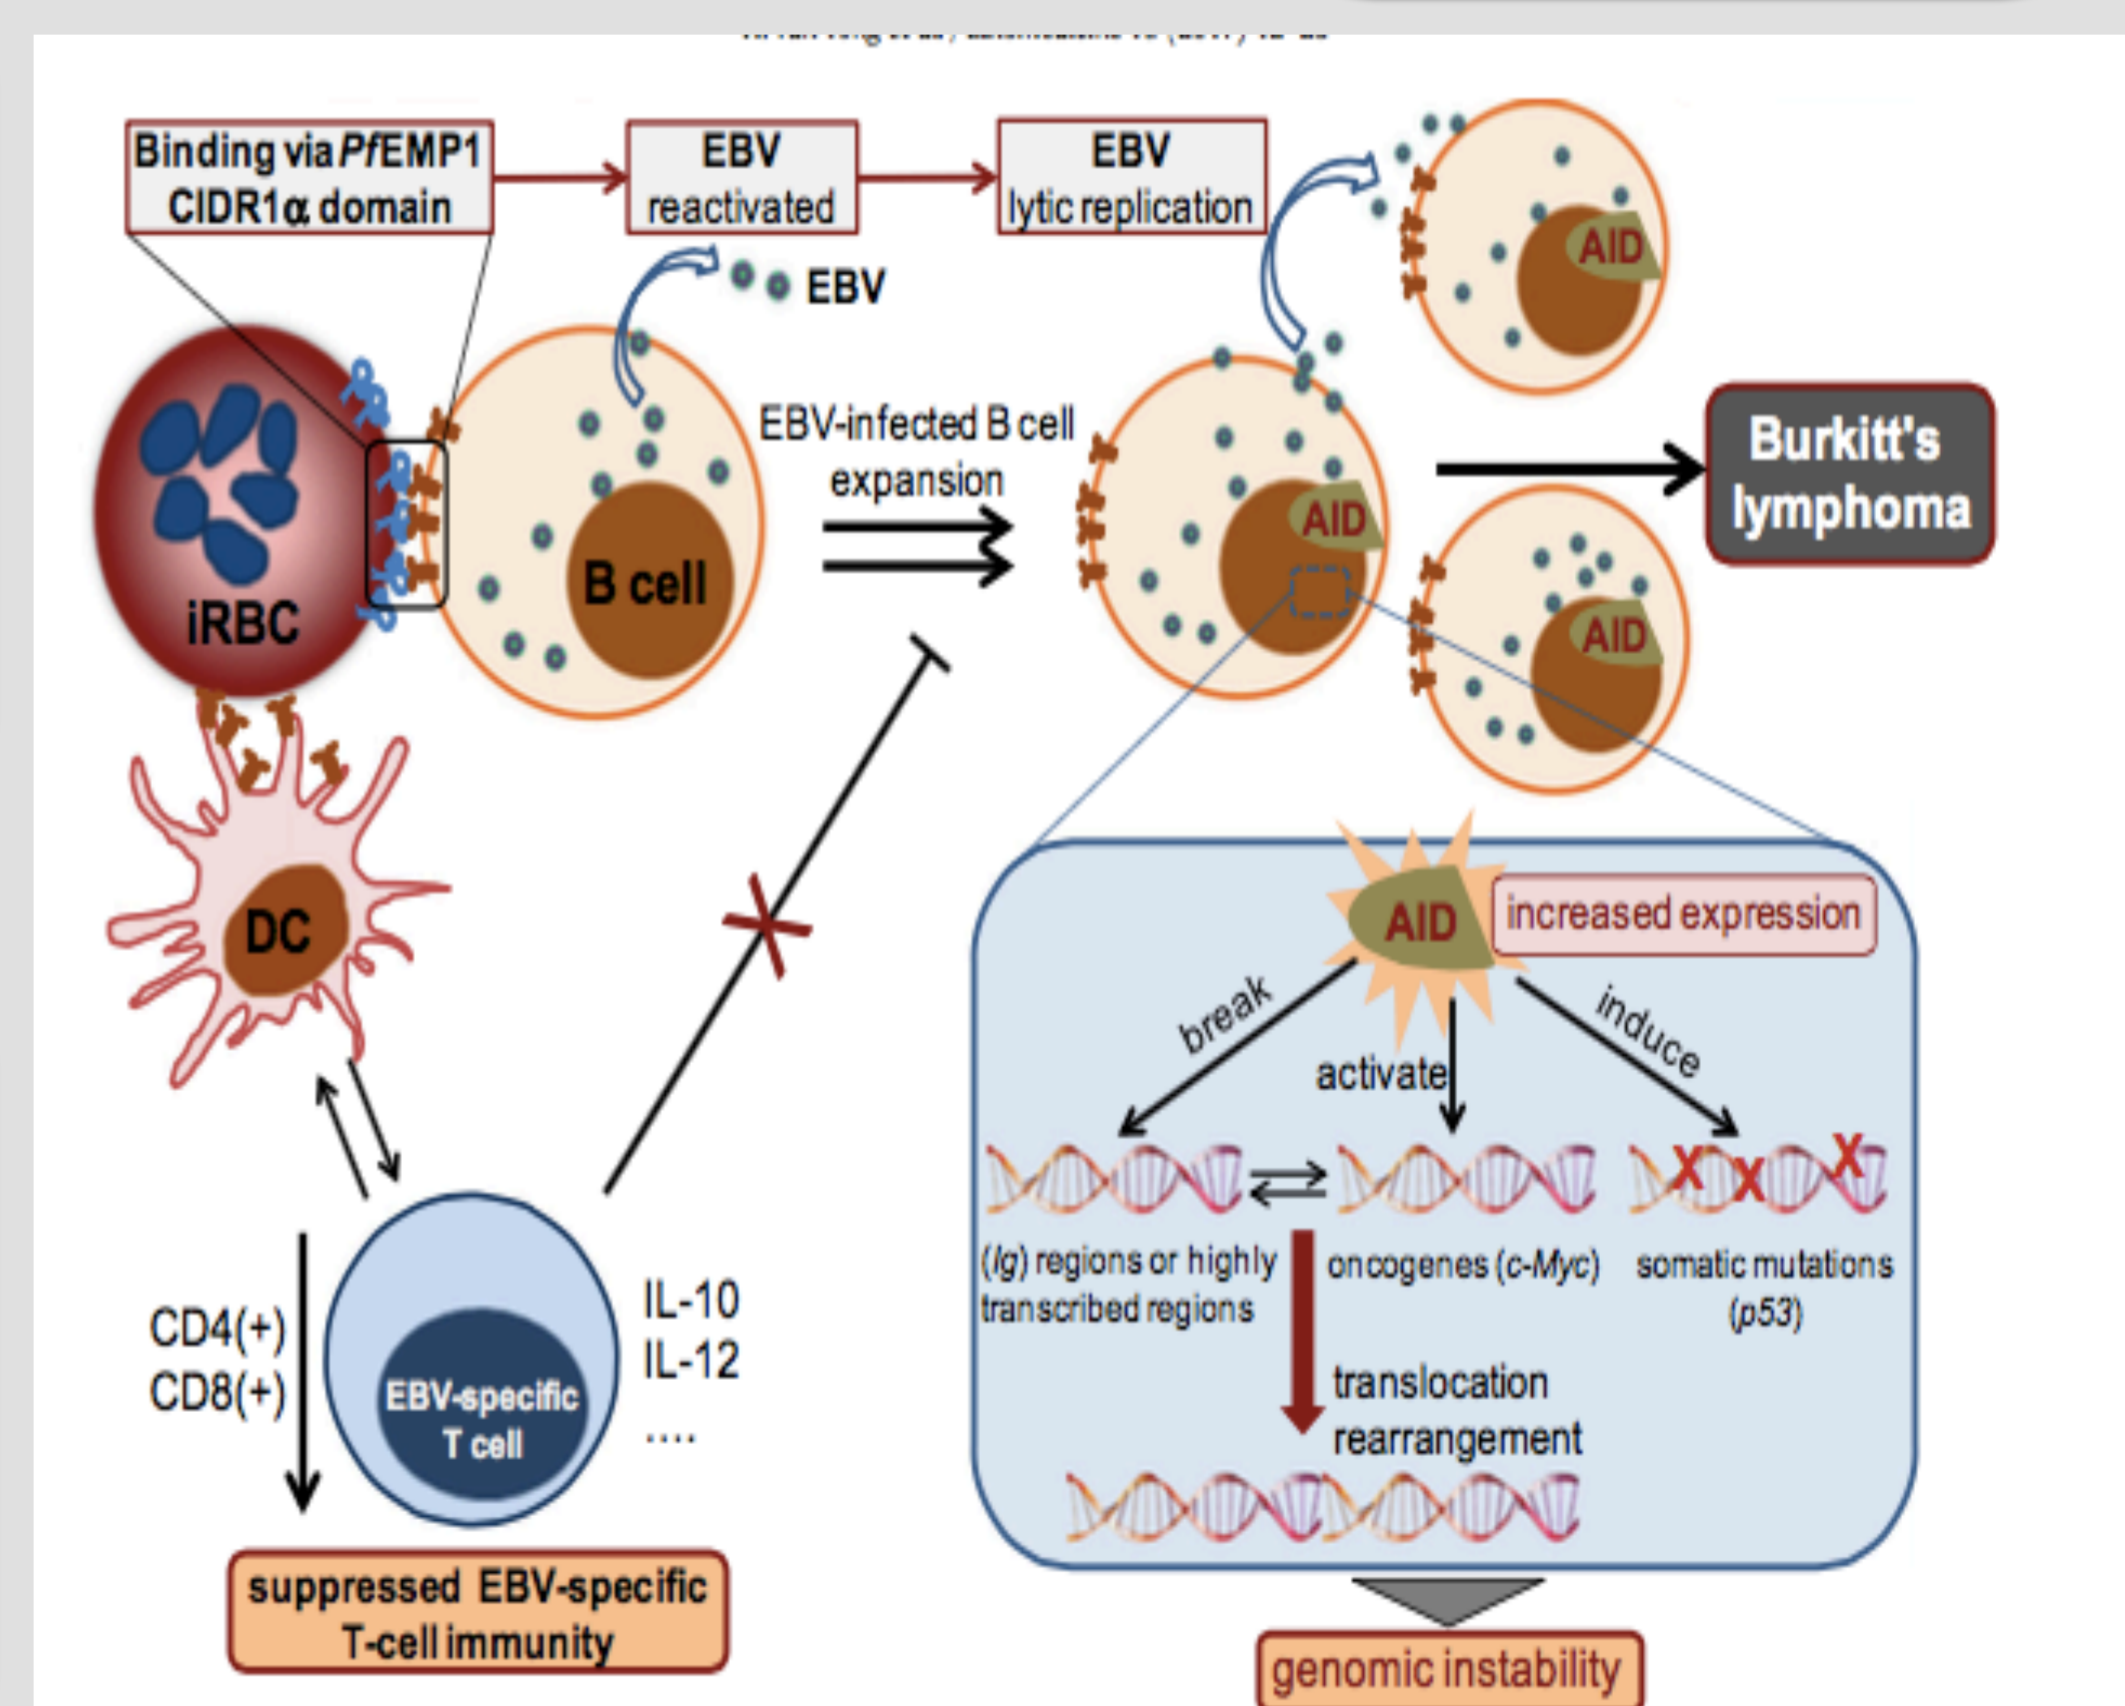 Binding via PfEMP1
CIDR1α domain
EBV
reactivated
EBV
lytic replication
EBV
AID
EBV-infected B cell
expansion
Burkitt's
lymphoma
AID
B cell
iRBC
AID
DC
AID
increased expression
break
activate
induce
(Ig) regions or highly
transcribed regions
oncogenes (c-Myc)
somatic mutations
(p53)
X X X
translocation
rearrangement
CD4(+)
CD8(+)
EBV-specific
T cell
IL-10
IL-12
....
suppressed EBV-specific
T-cell immunity
genomic instability